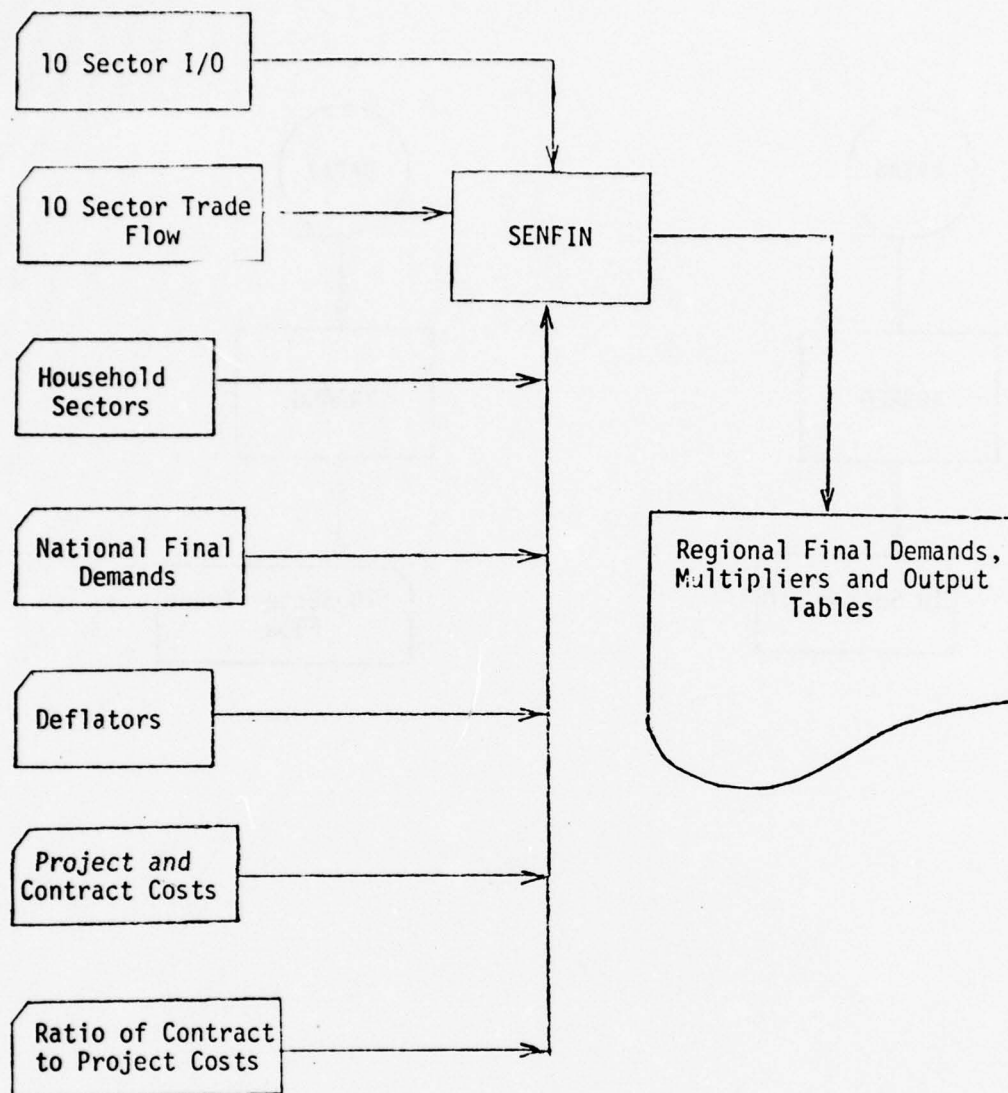 10 Sector I/O
10 Sector Trade
Flow
SENFIN
Household
Sectors
National Final
Demands
Regional Final Demands,
Multipliers and Output
Tables
Deflators
Project and
Contract Costs
Ratio of Contract
to Project Costs